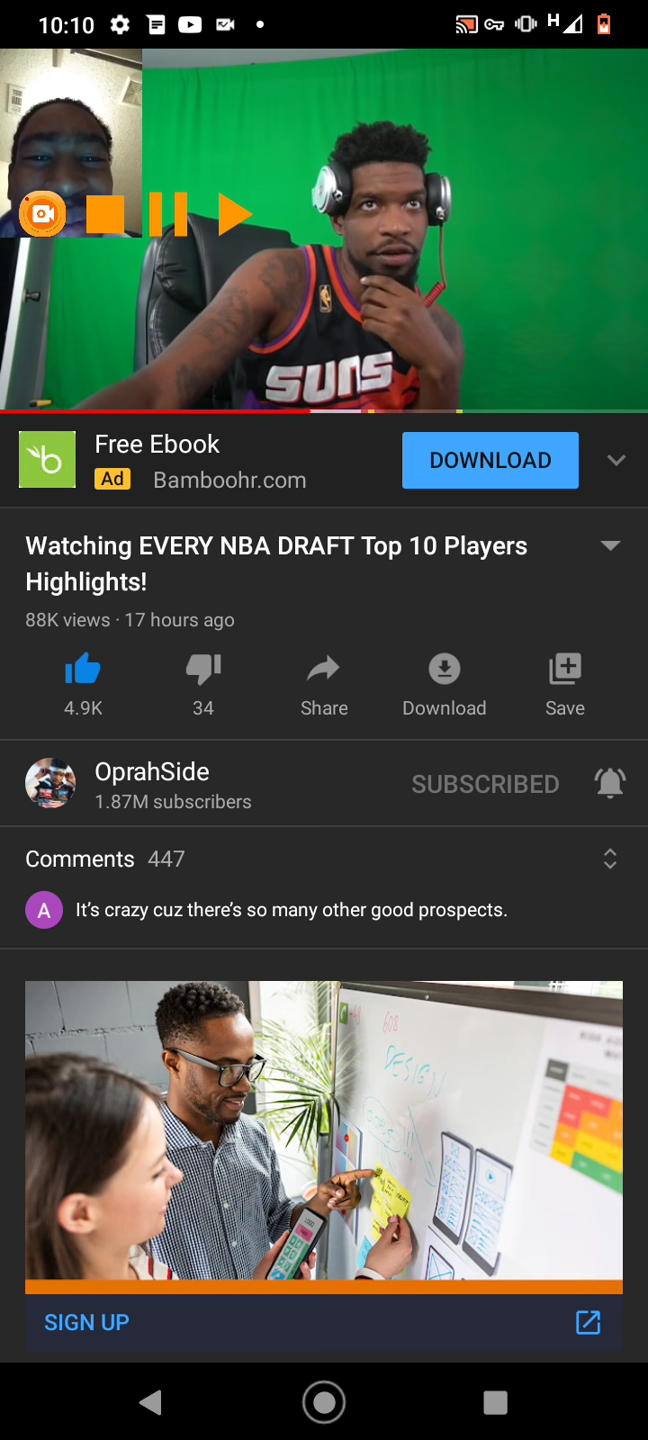 10:10
H
SUNS
Free Ebook
DOWNLOAD
Ad Bamboohr.com
Watching EVERY NBA DRAFT Top 10 Players
Highlights!
88K views · 17 hours ago
4.9K
34
Share
Download
Save
OprahSide
1.87M subscribers
SUBSCRIBED
Comments 447
A
It's crazy cuz there's so many other good prospects.
608
DESIGN
SIGN UP